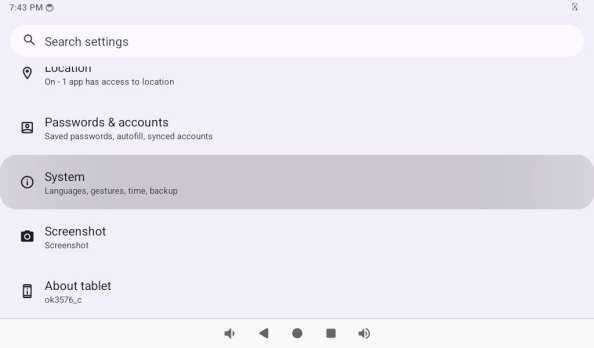 7:43 PM
Search settings
Location
On - 1 app has access to location
Passwords & accounts
Saved passwords, autofill, synced accounts
System
Languages, gestures, time, backup
Screenshot
Screenshot
About tablet
ok3576_c